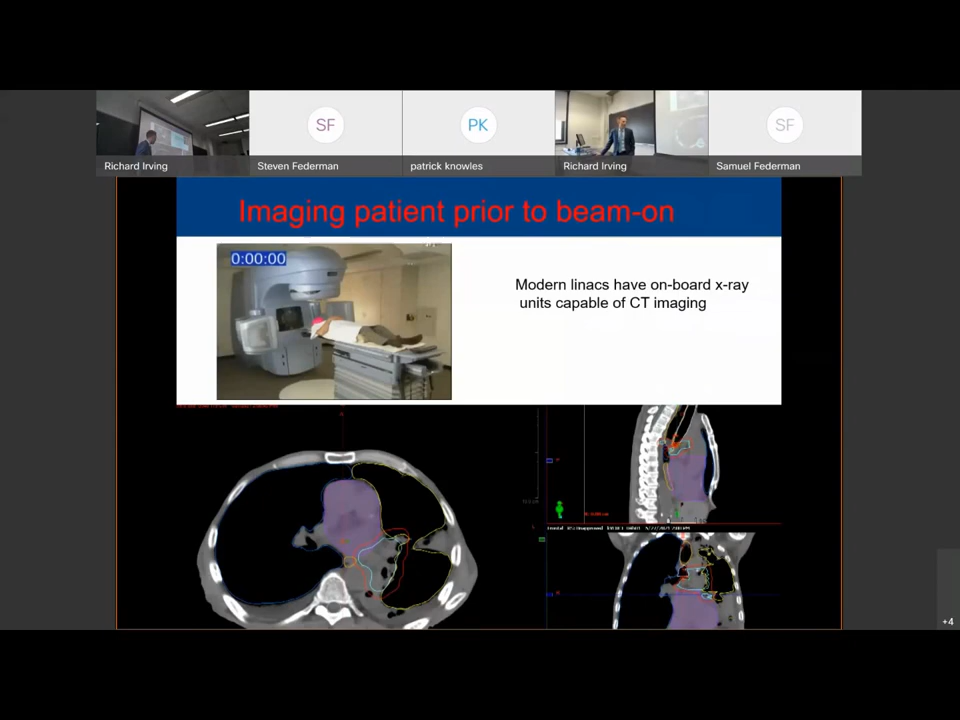 SF
PK
SF
Richard Irving
Steven Federman
patrick knowles
Richard Irving
Samuel Federman
Imaging patient prior to beam-on
0:00:00
Modern linacs have on-board x-ray
units capable of CT imaging
+4